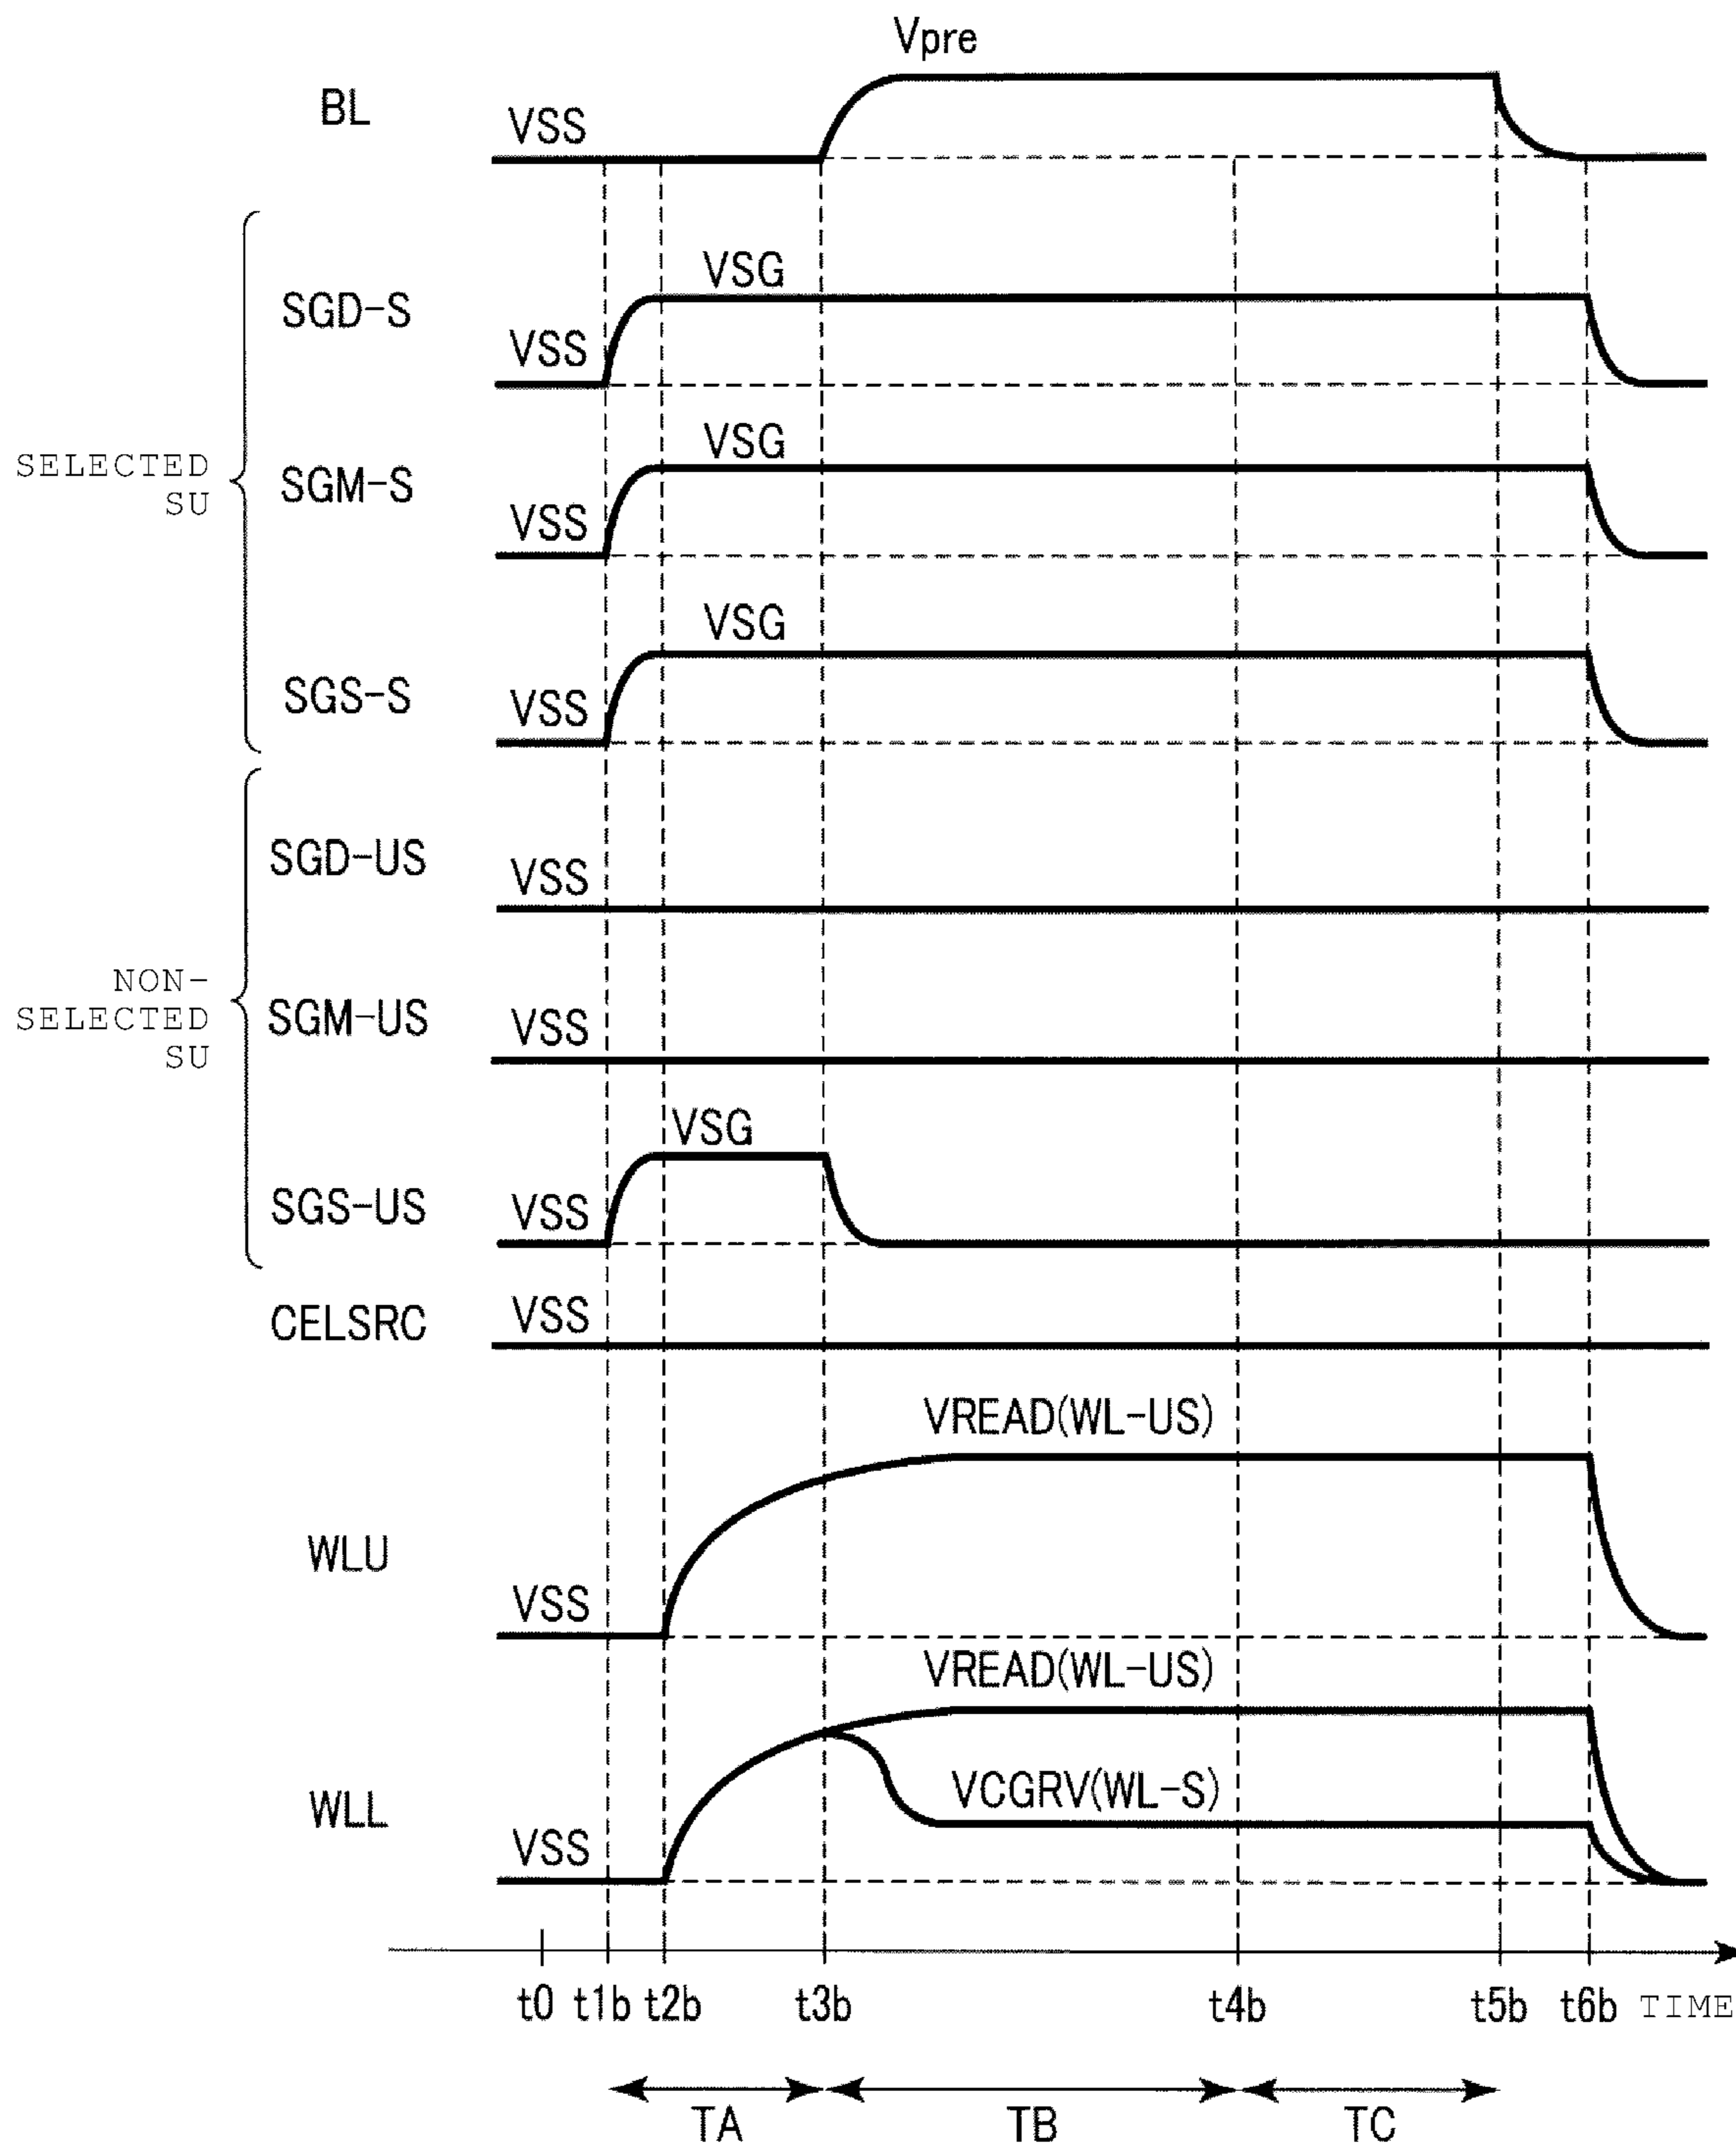 Vpre
BL
VSS
VSG
SGD-S
VSS
VSG
SELECTED
SU
SGM-S
VSS
VSG
SGS-S
VSS
SGD-US
VSS
NON-
SELECTED
SU
SGM-US
VSS
VSG
SGS-US
VSS
CELSRC
VSS
VREAD(WL-US)
WLU
VSS
VREAD(WL-US)
VCGRV(WL-S)
WLL
VSS
t0 t1b t2b t3b t4b t5b t6b TIME
TA TB TC